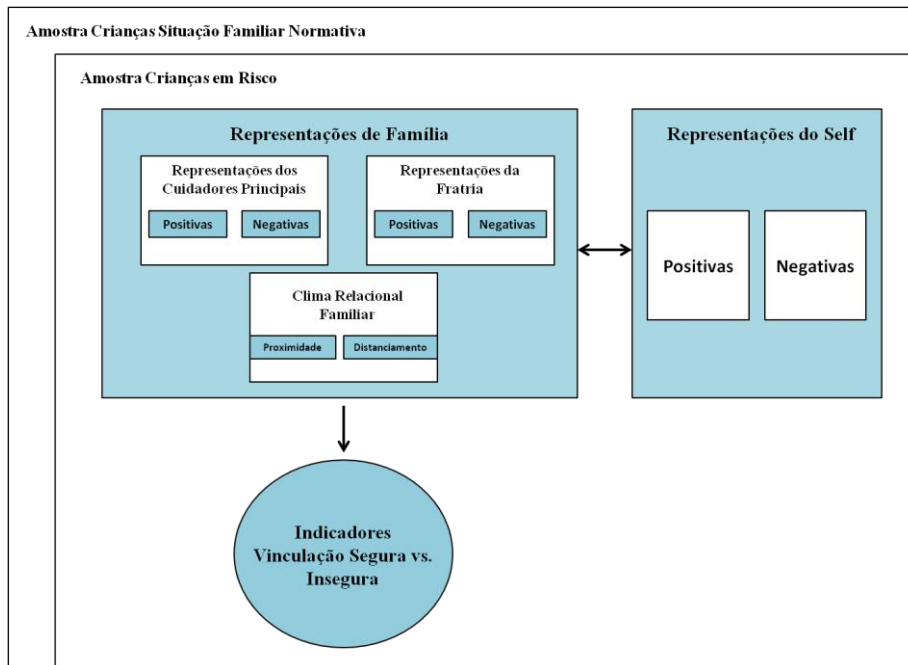 Amostra Crianças Situação Familiar Normativa
Amostra Crianças em Risco
Representações de Família
Representações dos
Cuidadores Principais
Positivas
Negativas
Representações da
Fratria
Positivas
Negativas
Clima Relacional
Familiar
Proximidade
Distanciamento
Representações do Self
Positivas
Negativas
Indicadores
Vinculação Segura vs.
Insegura